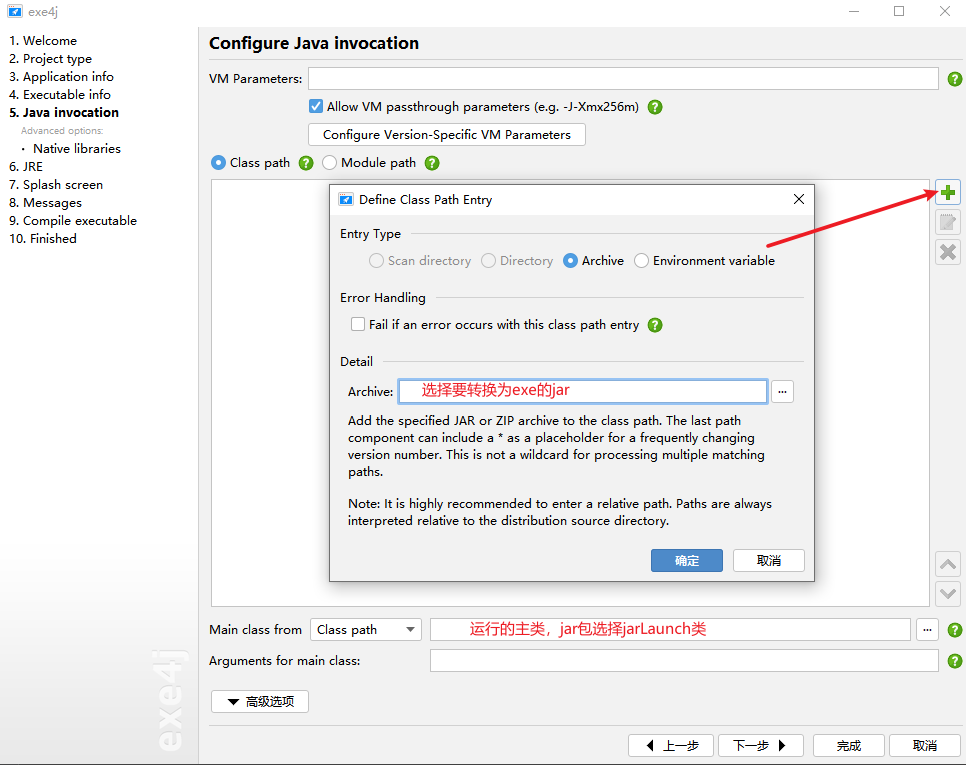 exe4j
1. Welcome
2. Project type
3. Application info
4. Executable info
5. Java invocation
Advanced options:
· Native libraries
6. JRE
7. Splash screen
8. Messages
9. Compile executable
10. Finished
exe4j
Configure Java invocation
VM Parameters:
Allow VM passthrough parameters (e.g. -J-Xmx256m)
Configure Version-Specific VM Parameters
Class path Module path
Define Class Path Entry
Entry Type
Scan directory Directory Archive Environment variable
Error Handling
Fail if an error occurs with this class path entry
Detail
Archive: 选择要转换为exe的jar ...
Add the specified JAR or ZIP archive to the class path. The last path
component can include a * as a placeholder for a frequently changing
version number. This is not a wildcard for processing multiple matching
paths.
Note: It is highly recommended to enter a relative path. Paths are always
interpreted relative to the distribution source directory.
确定 取消
Main class from Class path 运行的主类，jar包选择jarLaunch类 ...
Arguments for main class:
高级选项
上一步 下一步 完成 取消